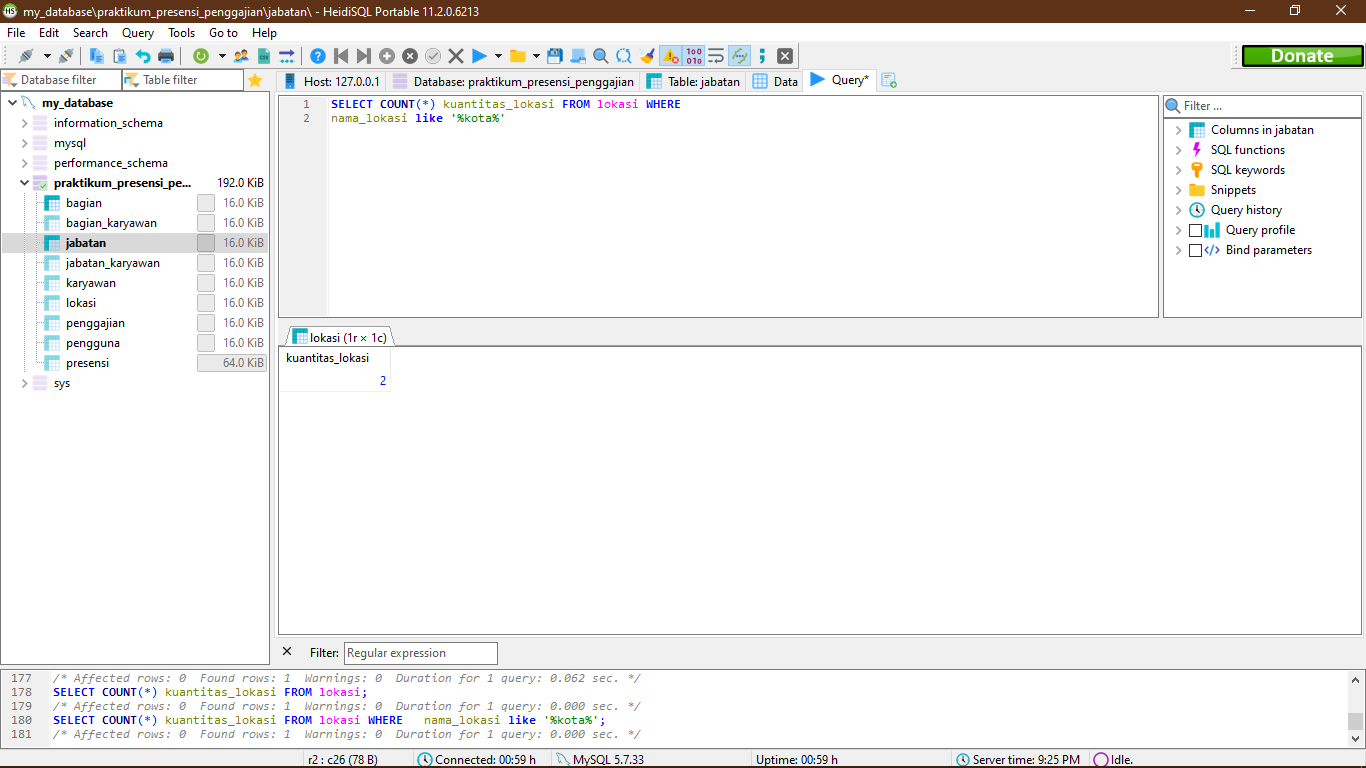 my_database\praktikum_presensi_penggajian\jabatan\ - HeidiSQL Portable 11.2.0.6213
File Edit Search Query Tools Go to Help
Donate
Database filter Table filter
Host: 127.0.0.1 Database: praktikum_presensi_penggajian Table: jabatan Data Query*
my_database
information_schema
mysql
performance_schema
praktikum_presensi_pe... 192.0 KiB
bagian 16.0 KiB
bagian_karyawan 16.0 KiB
jabatan 16.0 KiB
jabatan_karyawan 16.0 KiB
karyawan 16.0 KiB
lokasi 16.0 KiB
penggajian 16.0 KiB
pengguna 16.0 KiB
presensi 64.0 KiB
sys
1 SELECT COUNT(*) kuantitas_lokasi FROM lokasi WHERE
2 nama_lokasi like '%kota%'
Filter ...
Columns in jabatan
SQL functions
SQL keywords
Snippets
Query history
Query profile
Bind parameters
lokasi (1r × 1c)
kuantitas_lokasi
2
Filter: Regular expression
177 /* Affected rows: 0 Found rows: 1 Warnings: 0 Duration for 1 query: 0.062 sec. */
178 SELECT COUNT(*) kuantitas_lokasi FROM lokasi;
179 /* Affected rows: 0 Found rows: 1 Warnings: 0 Duration for 1 query: 0.000 sec. */
180 SELECT COUNT(*) kuantitas_lokasi FROM lokasi WHERE nama_lokasi like '%kota%';
181 /* Affected rows: 0 Found rows: 1 Warnings: 0 Duration for 1 query: 0.000 sec. */
r2 : c26 (78 B) Connected: 00:59 h MySQL 5.7.33 Uptime: 00:59 h Server time: 9:25 PM Idle.